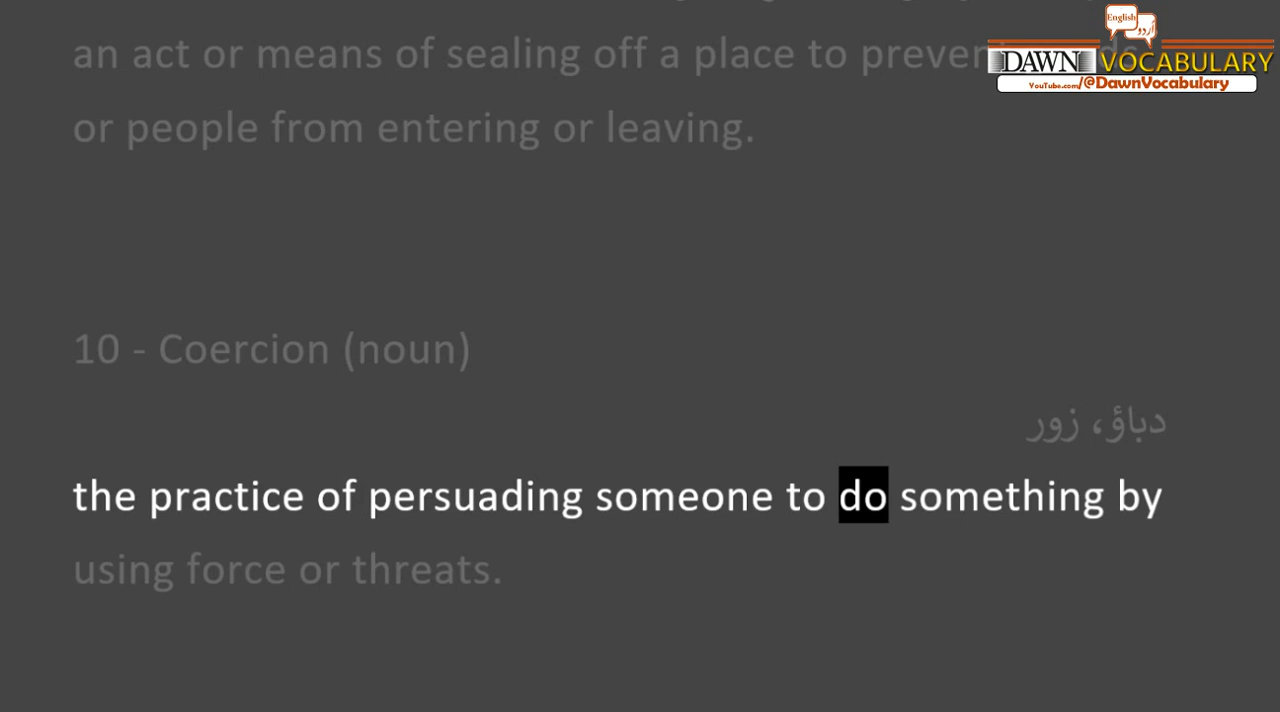 English
اردو
DAWN VOCABULARY
YouTube.com/@DawnVocabulary
an act or means of sealing off a place to prevent
or people from entering or leaving.
10 - Coercion (noun)
دباؤ، زور
the practice of persuading someone to do something by
using force or threats.